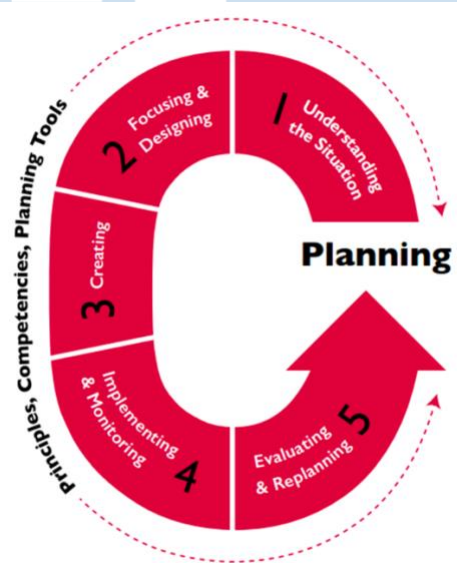 1 Understanding
the Situation
2 Focusing &
Designing
3 Creating
Implementing
& Monitoring
4
Evaluating
& Replanning
5
Planning
Principles, Competencies, Planning Tools